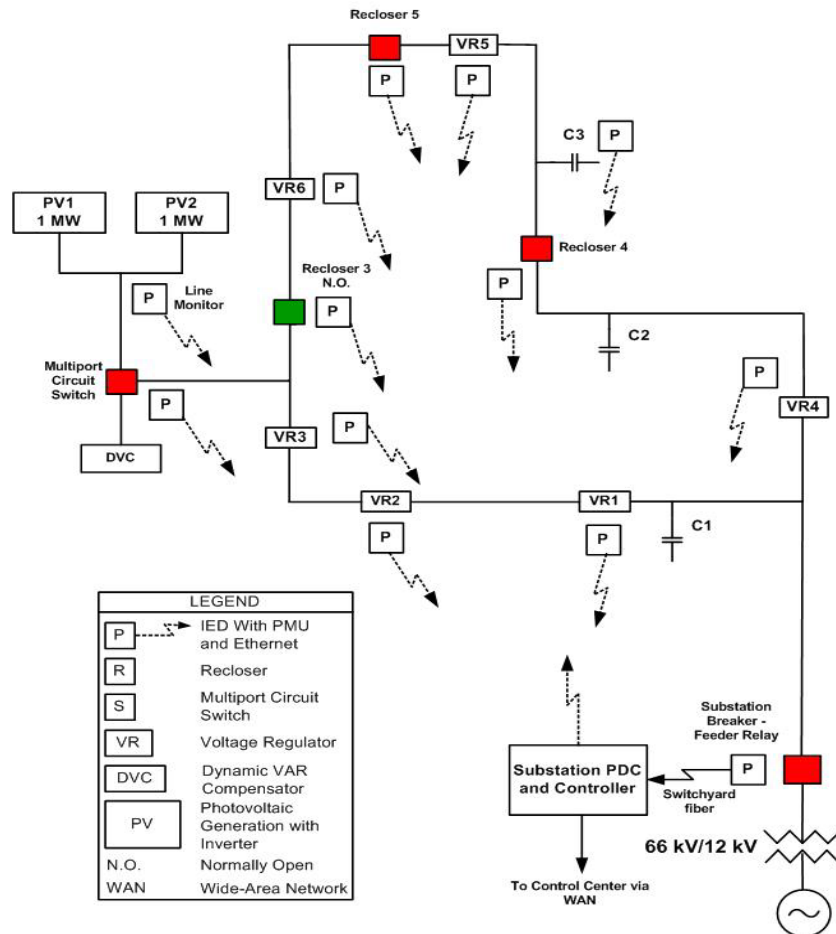 Recloser 5
VR5
P
P
C3
P
PV1
1 MW
PV2
1 MW
VR6
P
Recloser 4
P
Line
Monitor
Recloser 3
N.O.
P
P
Multiport
Circuit
Switch
C2
P
VR4
P
VR3
P
DVC
VR2
VR1
C1
P
P
LEGEND
P
IED With PMU
and Ethernet
R
Recloser
S
Multiport Circuit
Switch
VR
Voltage Regulator
DVC
Dynamic VAR
Compensator
PV
Photovoltaic
Generation with
Inverter
N.O.
Normally Open
WAN
Wide-Area Network
Substation
Breaker -
Feeder Relay
Substation PDC
and Controller
P
Switchyard
fiber
66 kV/12 kV
To Control Center via
WAN